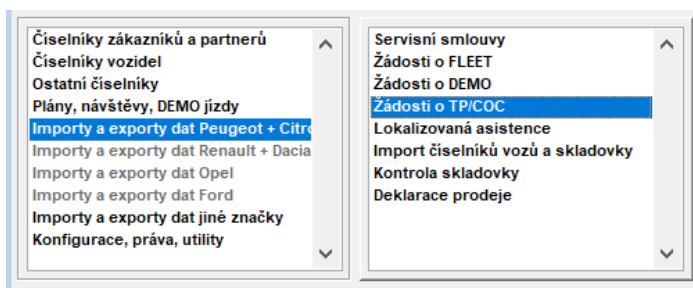 Číselníky zákazníků a partnerů
Číselníky vozidel
Ostatní číselníky
Plány, návštěvy, DEMO jízdy
Importy a exporty dat Peugeot + Citro
Importy a exporty dat Renault + Dacia
Importy a exporty dat Opel
Importy a exporty dat Ford
Importy a exporty dat jiné značky
Konfigurace, práva, utility
Servisní smlouvy
Žádosti o FLEET
Žádosti o DEMO
Žádosti o TP/COC
Lokalizovaná asistence
Import číselníků vozů a skladovky
Kontrola skladovky
Deklarace prodeje